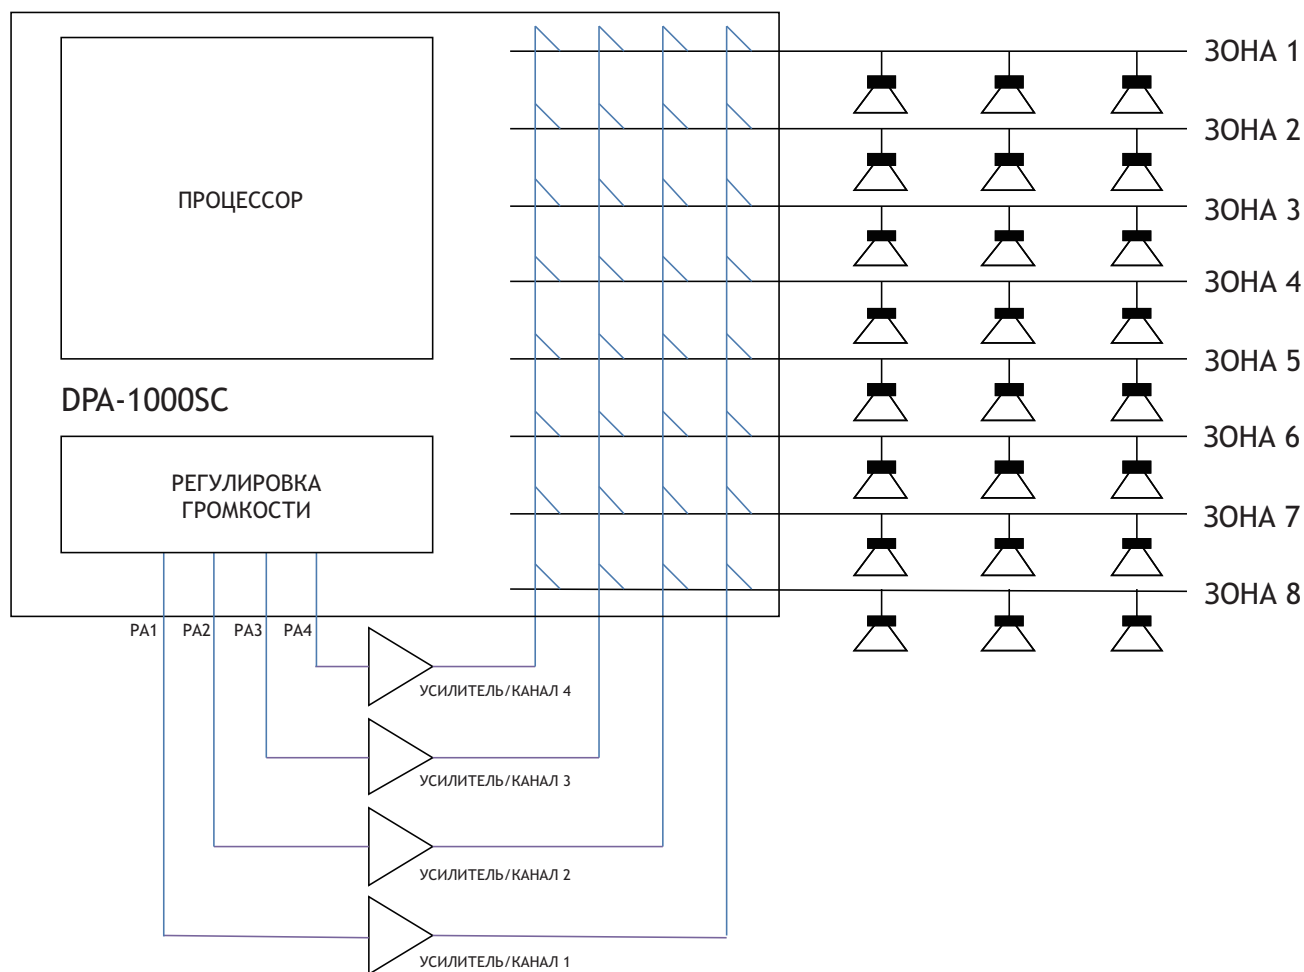 ПРОЦЕССОР
DPA-1000SC
РЕГУЛИРОВКА
ГРОМКОСТИ
PA1
PA2
PA3
PA4
УСИЛИТЕЛЬ/КАНАЛ 4
УСИЛИТЕЛЬ/КАНАЛ 3
УСИЛИТЕЛЬ/КАНАЛ 2
УСИЛИТЕЛЬ/КАНАЛ 1
ЗОНА 1
ЗОНА 2
ЗОНА 3
ЗОНА 4
ЗОНА 5
ЗОНА 6
ЗОНА 7
ЗОНА 8